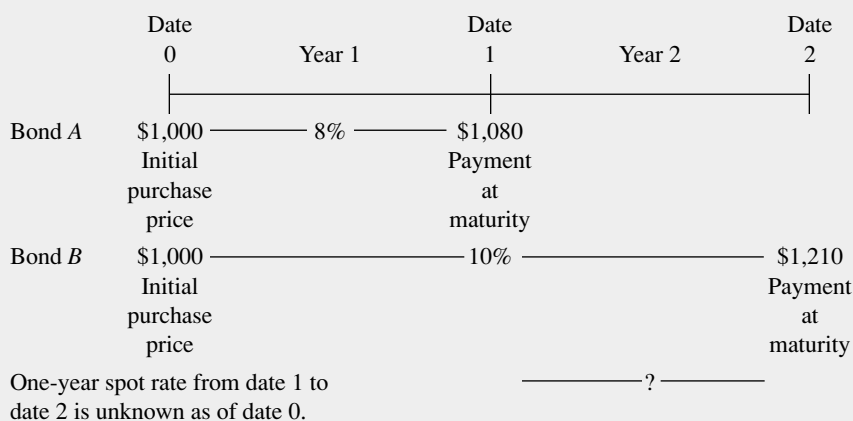 Date Date Date
0 Year 1 1 Year 2 2
Bond A $1,000 8% $1,080
Initial Payment
purchase at
price maturity
Bond B $1,000 10% $1,210
Initial Payment
purchase at
price maturity
One-year spot rate from date 1 to ?
date 2 is unknown as of date 0.